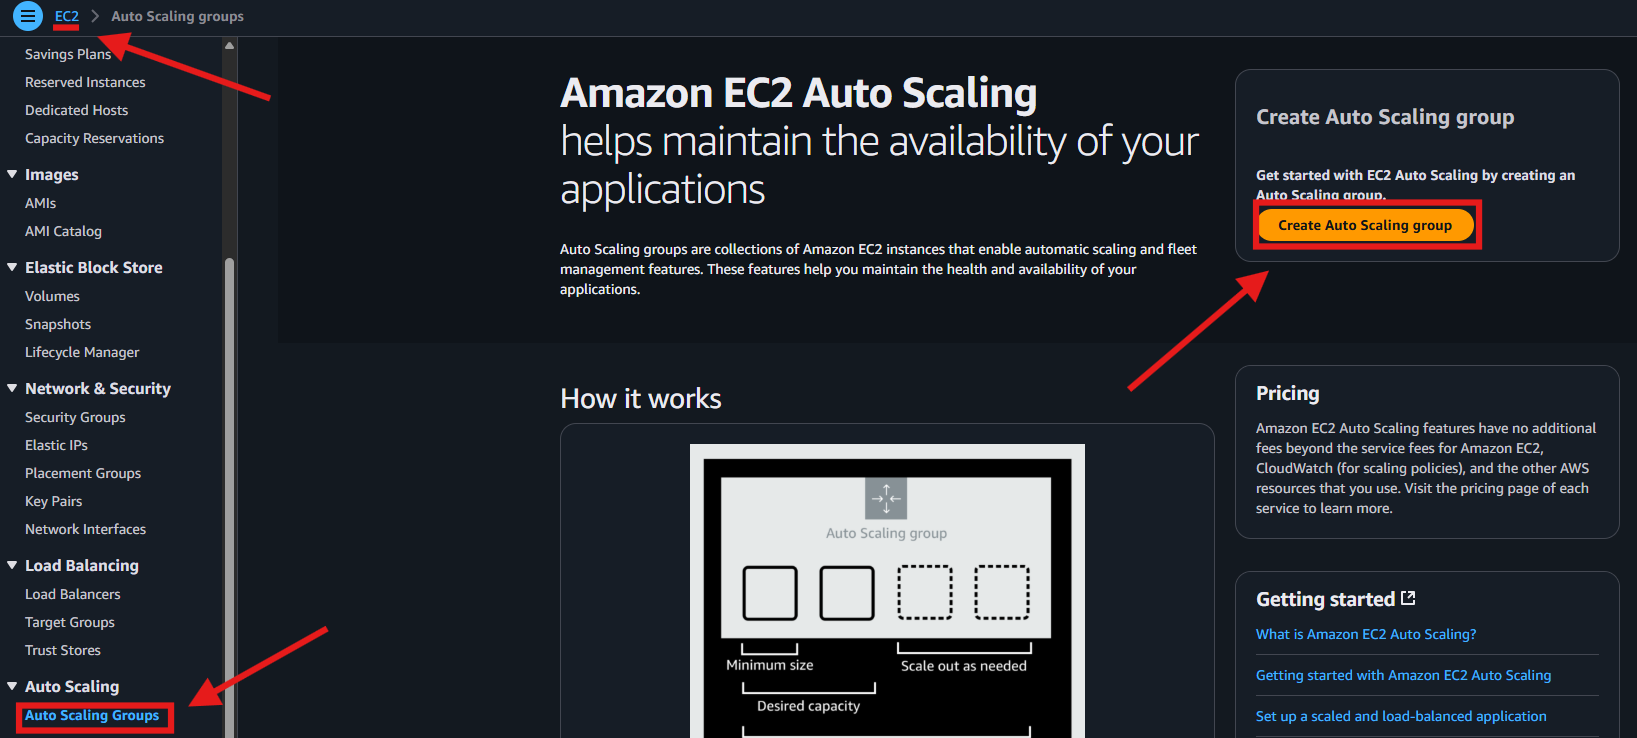 EC2 > Auto Scaling groups
Savings Plans
Reserved Instances
Dedicated Hosts
Capacity Reservations
Images
AMIs
AMI Catalog
Elastic Block Store
Volumes
Snapshots
Lifecycle Manager
Network & Security
Security Groups
Elastic IPs
Placement Groups
Key Pairs
Network Interfaces
Load Balancing
Load Balancers
Target Groups
Trust Stores
Auto Scaling
Auto Scaling Groups
Amazon EC2 Auto Scaling
helps maintain the availability of your
applications
Auto Scaling groups are collections of Amazon EC2 instances that enable automatic scaling and fleet
management features. These features help you maintain the health and availability of your
applications.
How it works
Auto Scaling group
Minimum size
Scale out as needed
Desired capacity
Create Auto Scaling group
Get started with EC2 Auto Scaling by creating an
Auto Scaling group.
Create Auto Scaling group
Pricing
Amazon EC2 Auto Scaling features have no additional
fees beyond the service fees for Amazon EC2,
CloudWatch (for scaling policies), and the other AWS
resources that you use. Visit the pricing page of each
service to learn more.
Getting started
What is Amazon EC2 Auto Scaling?
Getting started with Amazon EC2 Auto Scaling
Set up a scaled and load-balanced application